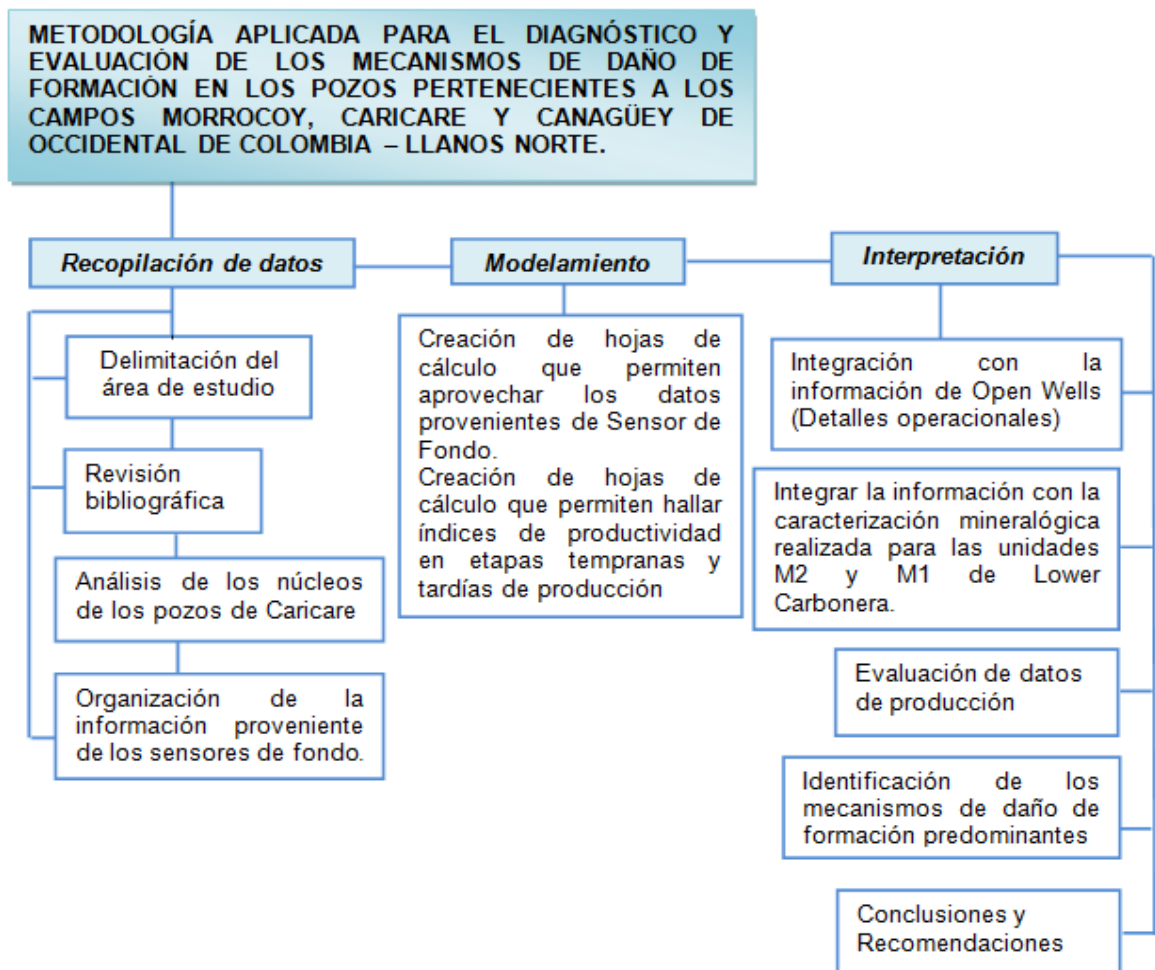 METODOLOGÍA APLICADA PARA EL DIAGNÓSTICO Y
EVALUACIÓN DE LOS MECANISMOS DE DAÑO DE
FORMACIÓN EN LOS POZOS PERTENECIENTES A LOS
CAMPOS MORROCOY, CARICARE Y CANAGÜEY DE
OCCIDENTAL DE COLOMBIA – LLANOS NORTE.
Recopilación de datos
Delimitación del
área de estudio
Revisión
bibliográfica
Análisis de los núcleos
de los pozos de Caricare
Organización de la
información proveniente
de los sensores de fondo.
Modelamiento
Creación de hojas de
cálculo que permiten
aprovechar los datos
provenientes de Sensor de
Fondo.
Creación de hojas de
cálculo que permiten hallar
índices de productividad
en etapas tempranas y
tardías de producción
Interpretación
Integración con la
información de Open Wells
(Detalles operacionales)
Integrar la información con la
caracterización mineralógica
realizada para las unidades
M2 y M1 de Lower
Carbonera.
Evaluación de datos
de producción
Identificación de los
mecanismos de daño de
formación predominantes
Conclusiones y
Recomendaciones